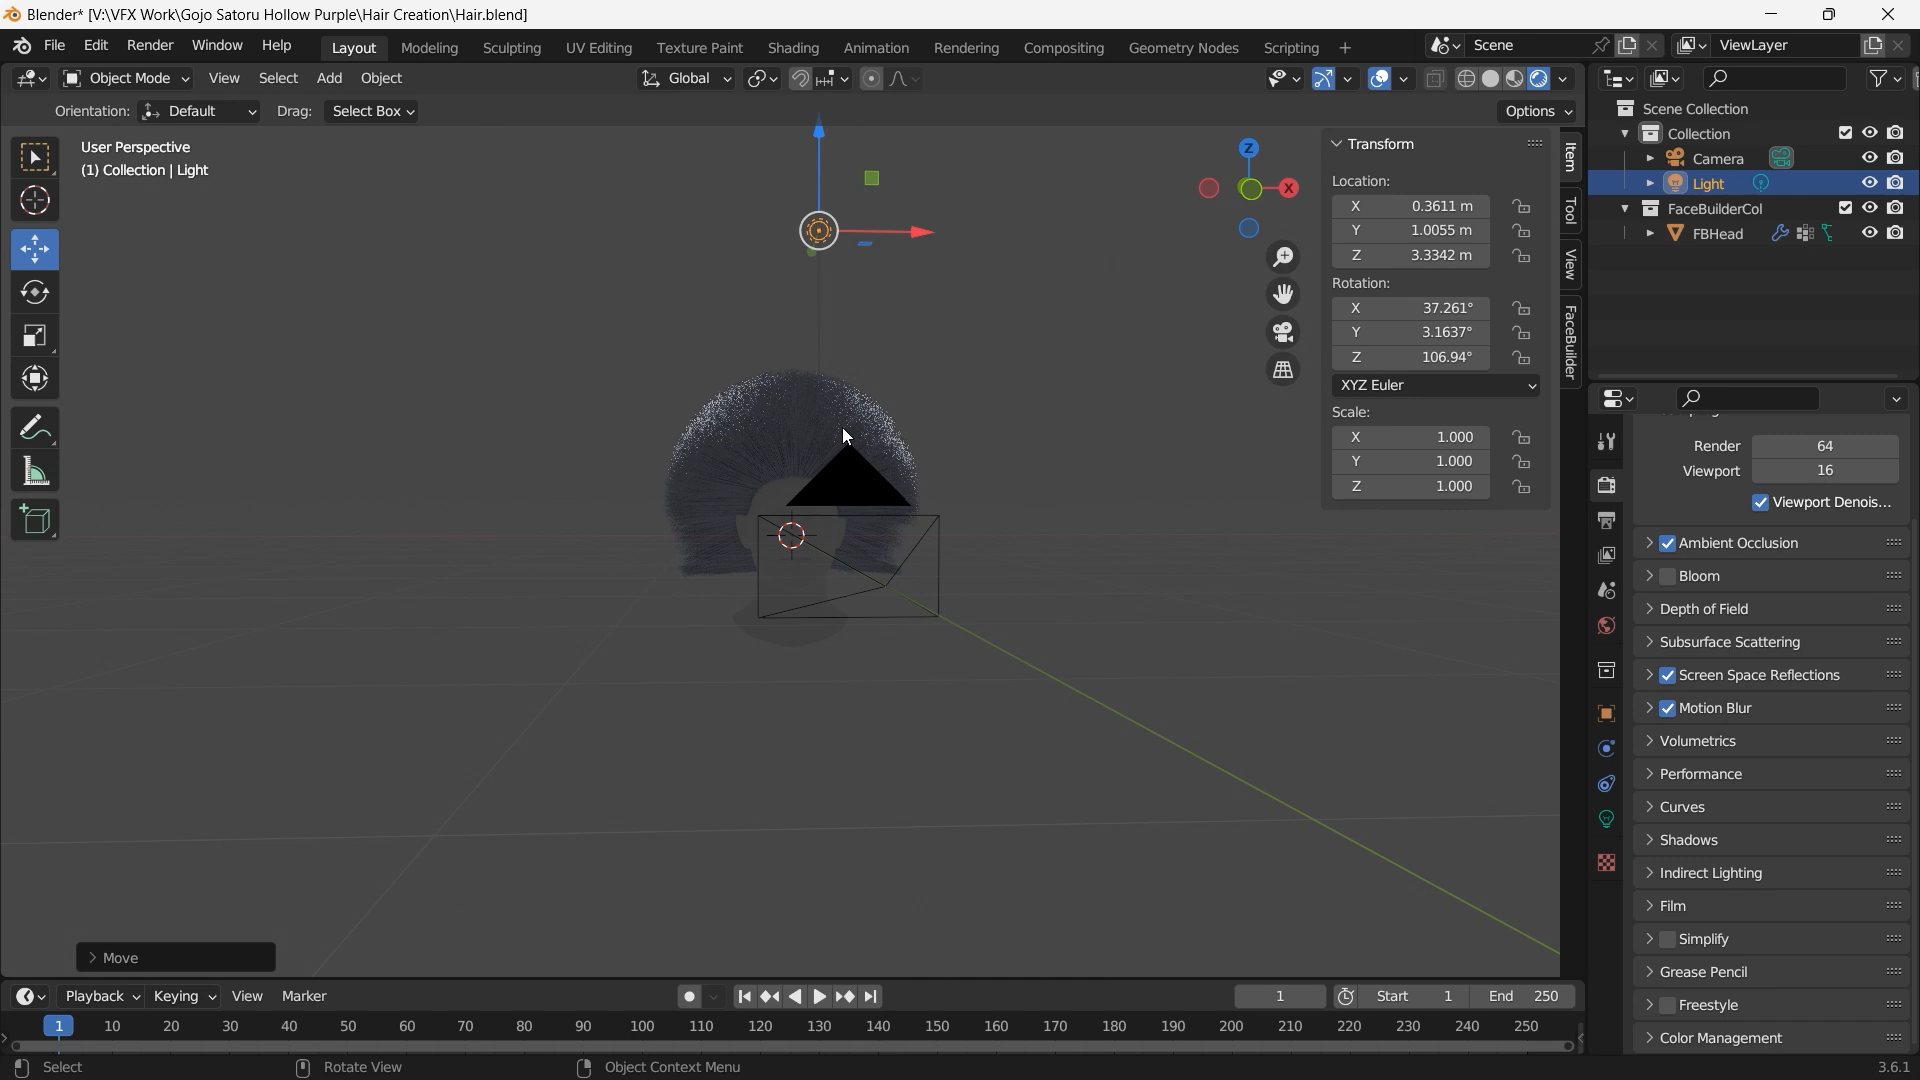 Blender* [V:\VFX Work\Gojo Satoru Hollow Purple\Hair Creation\Hair.blend]
File Edit Render Window Help Layout Modeling Sculpting UV Editing Texture Paint Shading Animation Rendering Compositing Geometry Nodes Scripting + Scene ViewLayer
Object Mode View Select Add Object Global
Orientation: Default Drag: Select Box Options
User Perspective
(1) Collection | Light
Z
X
Transform
Location:
X 0.3611 m
Y 1.0055 m
Z 3.3342 m
Rotation:
X 37.261°
Y 3.1637°
Z 106.94°
XYZ Euler
Scale:
X 1.000
Y 1.000
Z 1.000
Item
Tool
View
FaceBuilder
Scene Collection
Collection
Camera
Light
FaceBuilderCol
FBHead
Render 64
Viewport 16
Viewport Denois...
Ambient Occlusion
Bloom
Depth of Field
Subsurface Scattering
Screen Space Reflections
Motion Blur
Volumetrics
Performance
Curves
Shadows
Indirect Lighting
Film
Simplify
Grease Pencil
Freestyle
Color Management
Move
Playback Keying View Marker 1 Start 1 End 250
1 10 20 30 40 50 60 70 80 90 100 110 120 130 140 150 160 170 180 190 200 210 220 230 240 250
Select Rotate View Object Context Menu 3.6.1